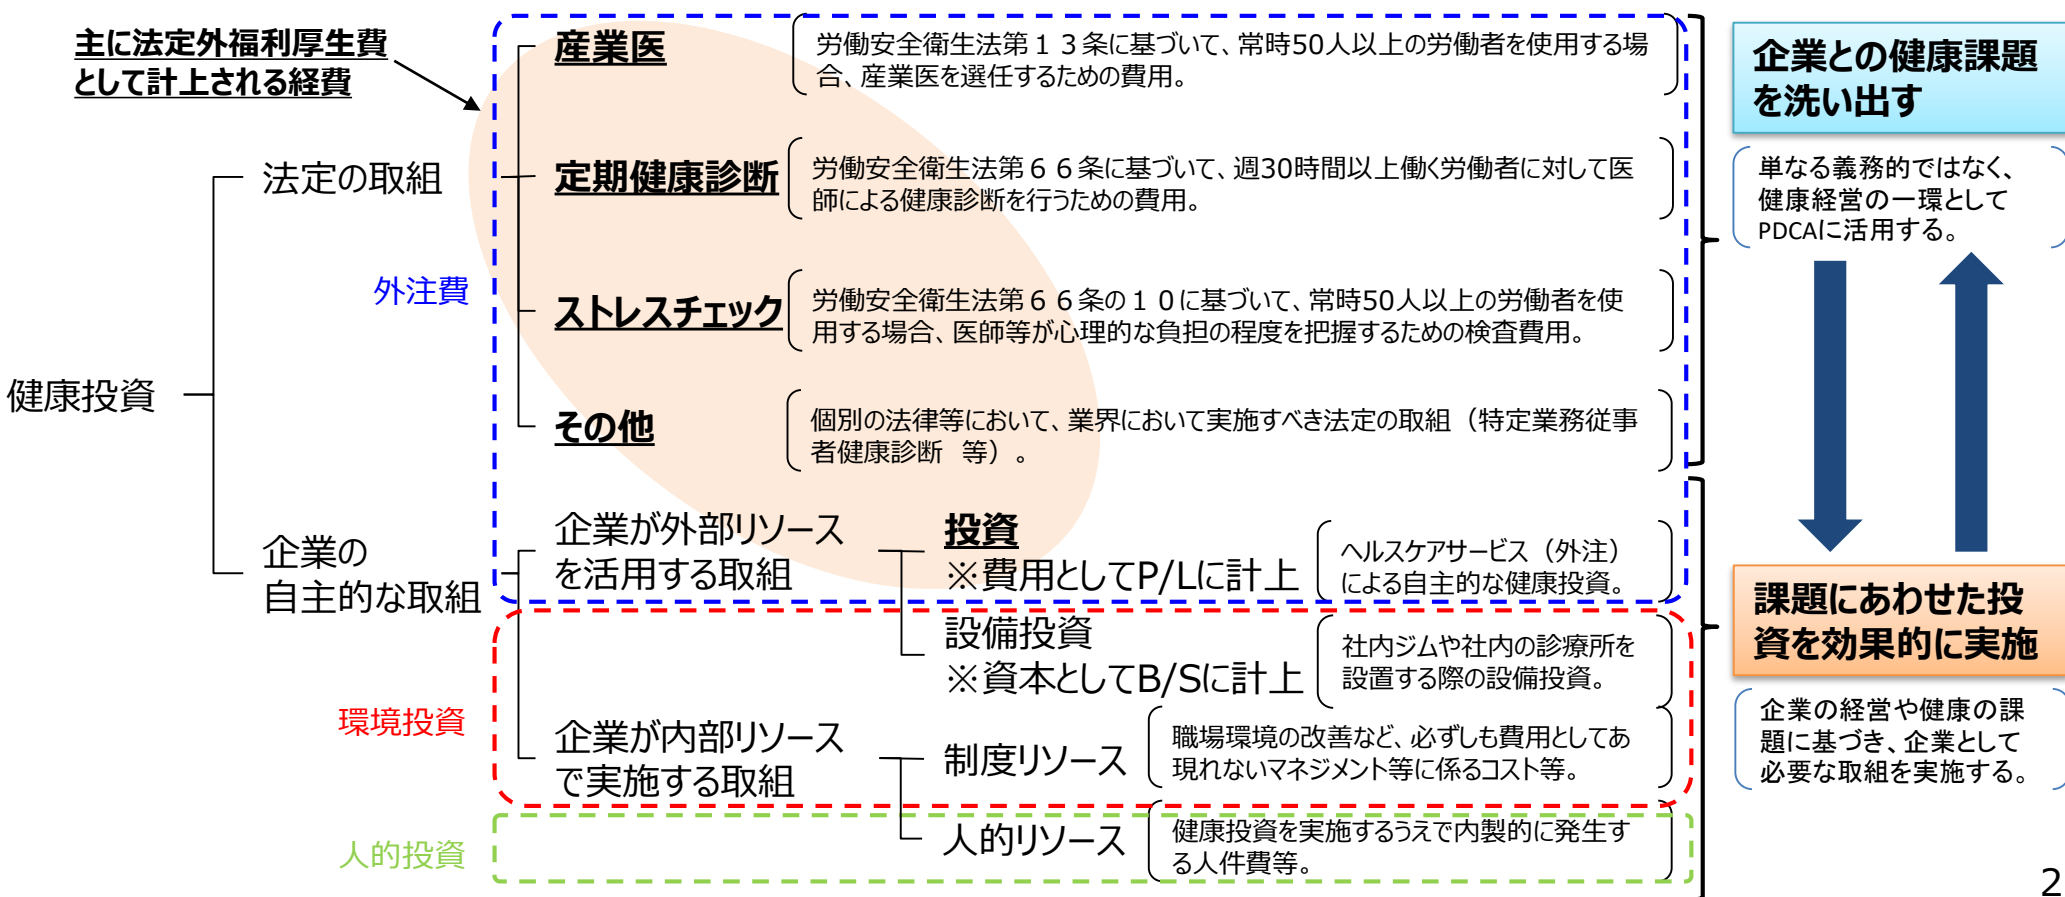 主に法定外福利厚生費
として計上される経費
健康投資
法定の取組
外注費
産業医
労働安全衛生法第１３条に基づいて、常時50人以上の労働者を使用する場
合、産業医を選任するための費用。
定期健康診断
労働安全衛生法第６６条に基づいて、週30時間以上働く労働者に対して医
師による健康診断を行うための費用。
ストレスチェック
労働安全衛生法第６６条の１０に基づいて、常時50人以上の労働者を使
用する場合、医師等が心理的な負担の程度を把握するための検査費用。
その他
個別の法律等において、業界において実施すべき法定の取組（特定業務従事
者健康診断　等）。
企業の
自主的な取組
企業が外部リソース
を活用する取組
投資
※費用としてP/Lに計上
ヘルスケアサービス（外注）
による自主的な健康投資。
設備投資
※資本としてB/Sに計上
社内ジムや社内の診療所を
設置する際の設備投資。
環境投資
企業が内部リソース
で実施する取組
制度リソース
職場環境の改善など、必ずしも費用としてあ
現れないマネジメント等に係るコスト等。
人的投資
人的リソース
健康投資を実施するうえで内製的に発生す
る人件費等。
企業との健康課題
を洗い出す
単なる義務的ではなく、
健康経営の一環として
PDCAに活用する。
課題にあわせた投
資を効果的に実施
企業の経営や健康の課
題に基づき、企業として
必要な取組を実施する。
2